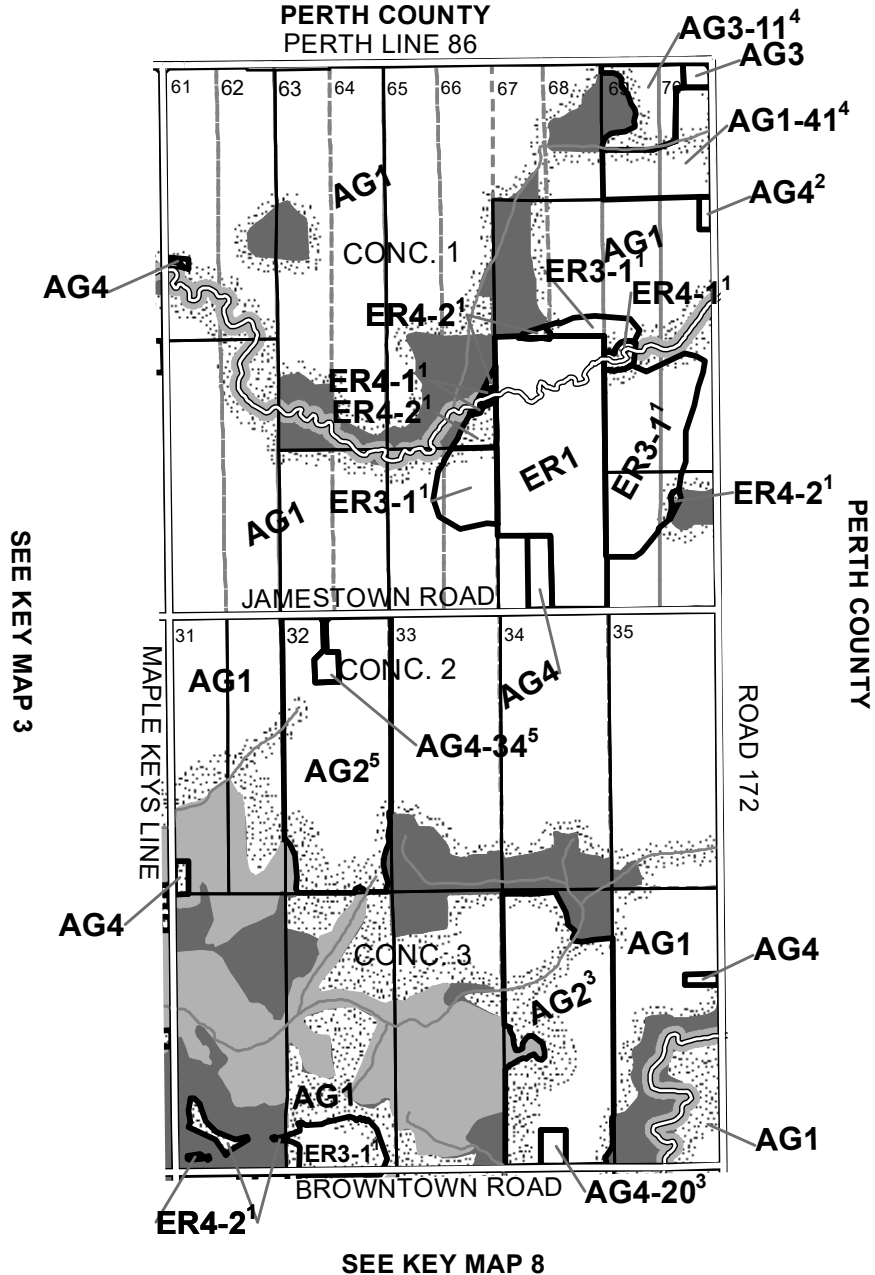 PERTH COUNTY
PERTH LINE 86
AG3-11⁴
AG3
61
62
63
64
65
66
67
68
69
70
AG1-41⁴
AG1
AG4²
CONC. 1
AG1
ER3-1¹
AG4
ER4-1¹
ER4-2¹
ER4-1¹
ER4-2¹
ER3-1¹
ER1
ER3-1¹
ER4-2¹
AG1
SEE KEY MAP 3
PERTH COUNTY
JAMESTOWN ROAD
31
32
33
34
35
MAPLE KEYS LINE
AG1
CONC. 2
AG4
ROAD 172
AG4-34⁵
AG2⁵
AG4
CONC. 3
AG1
AG4
AG2³
AG1
ER3-1¹
AG1
BROWNTOWN ROAD
AG4-20³
ER4-2¹
SEE KEY MAP 8